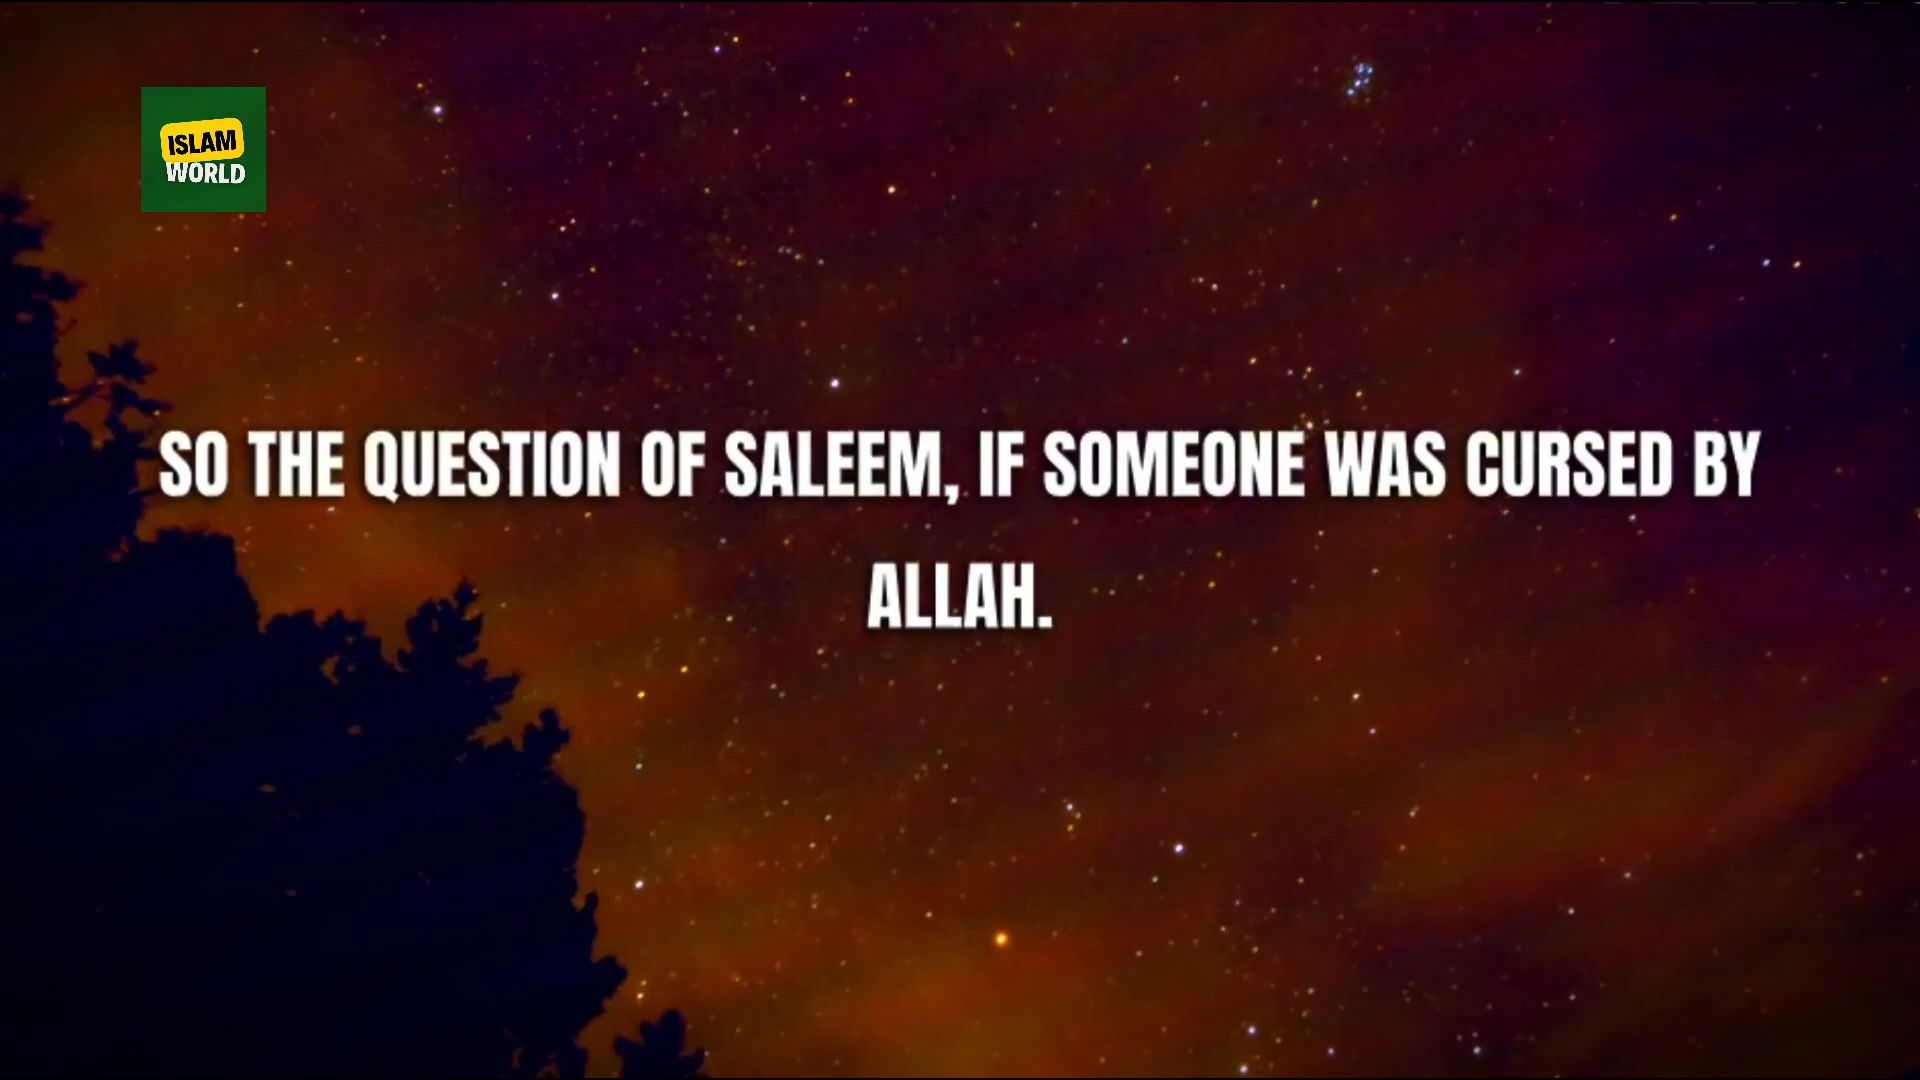 ISLAM
WORLD
SO THE QUESTION OF SALEEM, IF SOMEONE WAS CURSED BY
ALLAH.